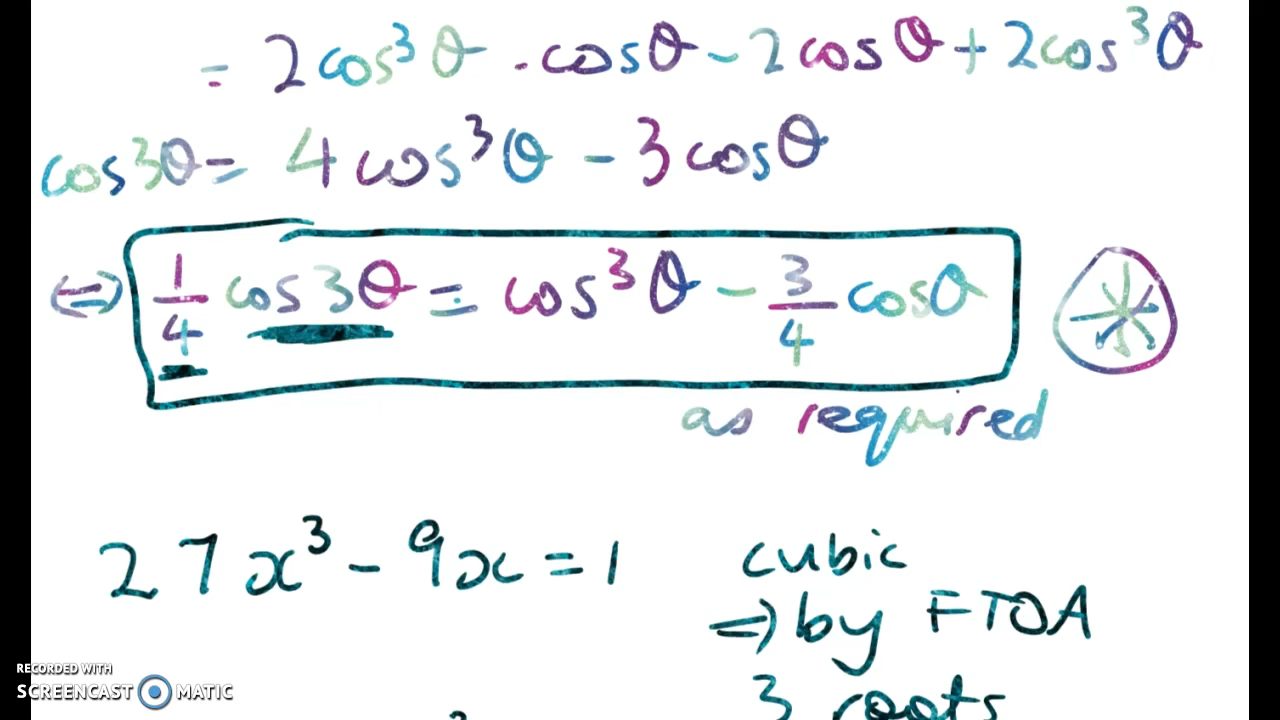 = 2cos³θ - cosθ - 2cosθ + 2cos³θ
cos3θ = 4cos³θ - 3cosθ
⇔ 1/4 cos3θ = cos³θ - 3/4 cosθ *
as required
27x³ - 9x = 1
cubic
⇒ by FTOA
3 roots
RECORDED WITH
SCREENCAST MATIC